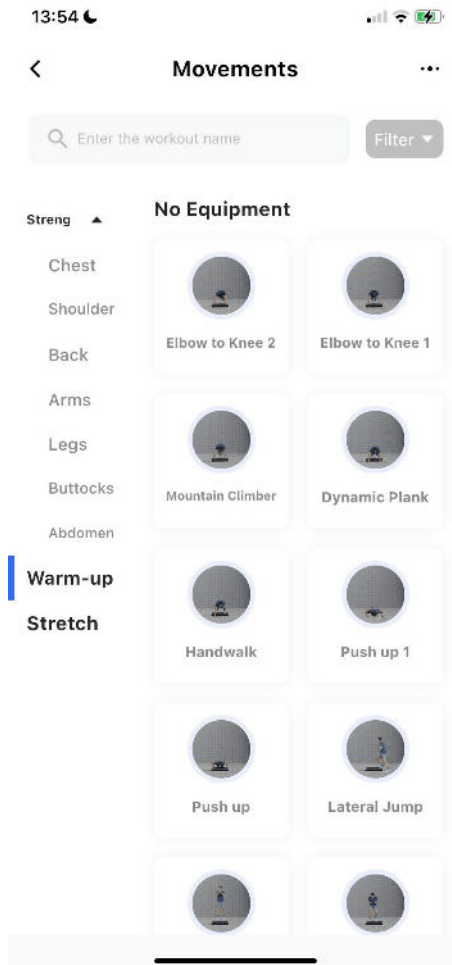 13:54
Movements
Enter the workout name
Filter
Streng
Chest
Shoulder
Back
Arms
Legs
Buttocks
Abdomen
Warm-up
Stretch
No Equipment
Elbow to Knee 2
Elbow to Knee 1
Mountain Climber
Dynamic Plank
Handwalk
Push up 1
Push up
Lateral Jump